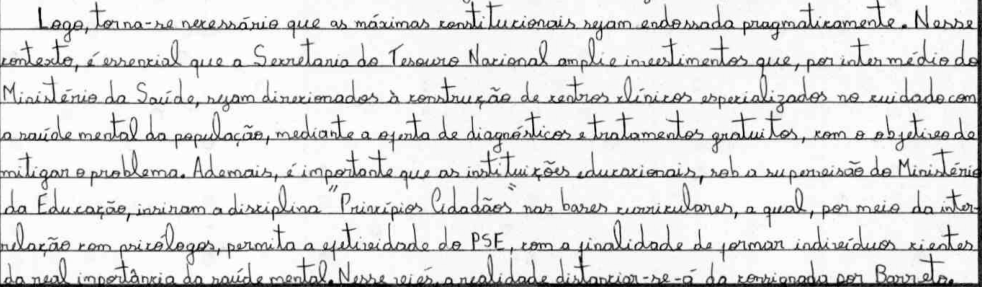 Logo, torna-se necessário que as máximas constitucionais sejam endossada pragmaticamente. Nesse
contexto, é essencial que a Secretaria do Tesouro Nacional amplie investimentos que, por intermédio do
Ministério da Saúde, sejam direcionados à construção de centros clínicos especializados no cuidado com
a saúde mental da população, mediante a oferta de diagnósticos e tratamentos gratuitos, com o objetivo de
mitigar o problema. Ademais, é importante que as instituições educacionais, sob a supervisão do Ministério
da Educação, insiram a disciplina "Princípios Cidadãos" nas bases curriculares, a qual, por meio da inter-
relação com psicólogos, permita a efetividade do PSE, com a finalidade de formar indivíduos cientes
da real importância da saúde mental. Nesse viés, a realidade distanciar-se-á da consignada por Barreto.